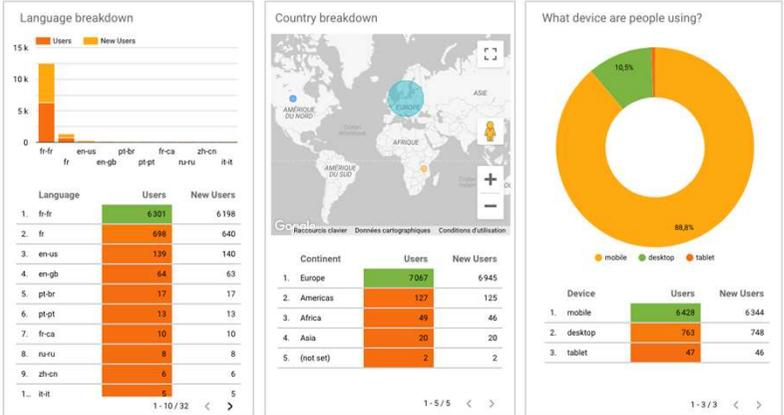 Language breakdown
Users
New Users
15 k
10 k
5 k
0
fr-fr
en-us
pt-br
fr-ca
zh-cn
fr
en-gb
pt-pt
ru-ru
it-it
Language Users New Users
1. fr-fr 6 301 6 198
2. fr 698 640
3. en-us 139 140
4. en-gb 64 63
5. pt-br 17 17
6. pt-pt 13 13
7. fr-ca 10 10
8. ru-ru 8 8
9. zh-cn 6 6
1... it-it 5 5
1 - 10 / 32
Country breakdown
AMÉRIQUE
DU NORD
EUROPE
ASIE
Océan
Atlantique
AFRIQUE
AMÉRIQUE
DU SUD
Google
Raccourcis clavier Données cartographiques Conditions d'utilisation
Continent Users New Users
1. Europe 7 067 6 945
2. Americas 127 125
3. Africa 49 46
4. Asia 20 20
5. (not set) 2 2
1 - 5 / 5
What device are people using?
10,5%
88,8%
mobile
desktop
tablet
Device Users New Users
1. mobile 6 428 6 344
2. desktop 763 748
3. tablet 47 46
1 - 3 / 3